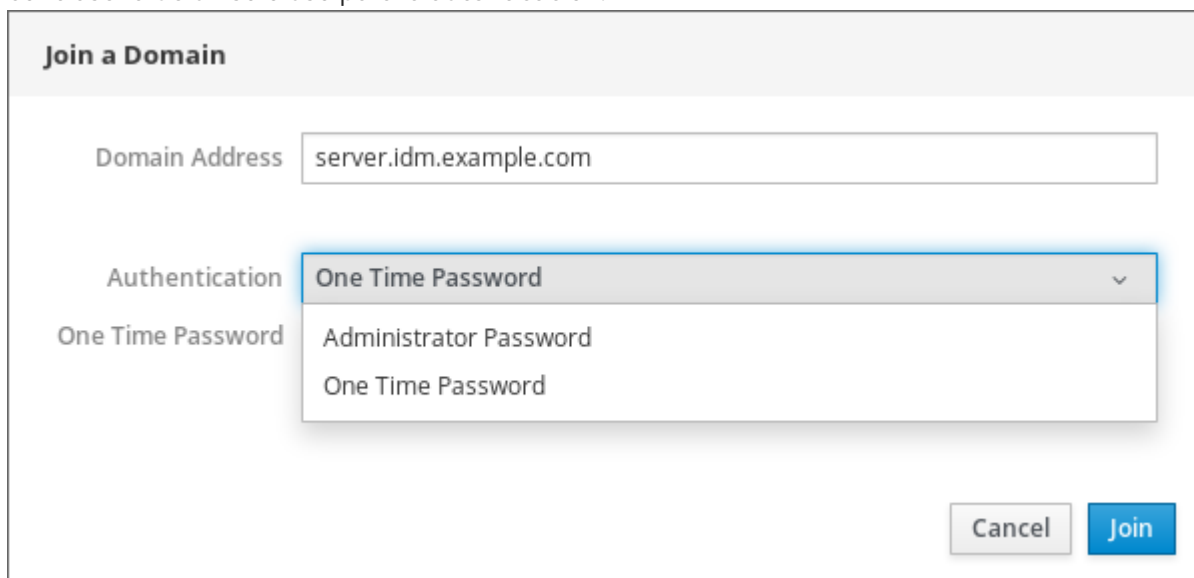 Join a Domain
Domain Address server.idm.example.com
Authentication One Time Password
One Time Password Administrator Password
One Time Password
Cancel Join